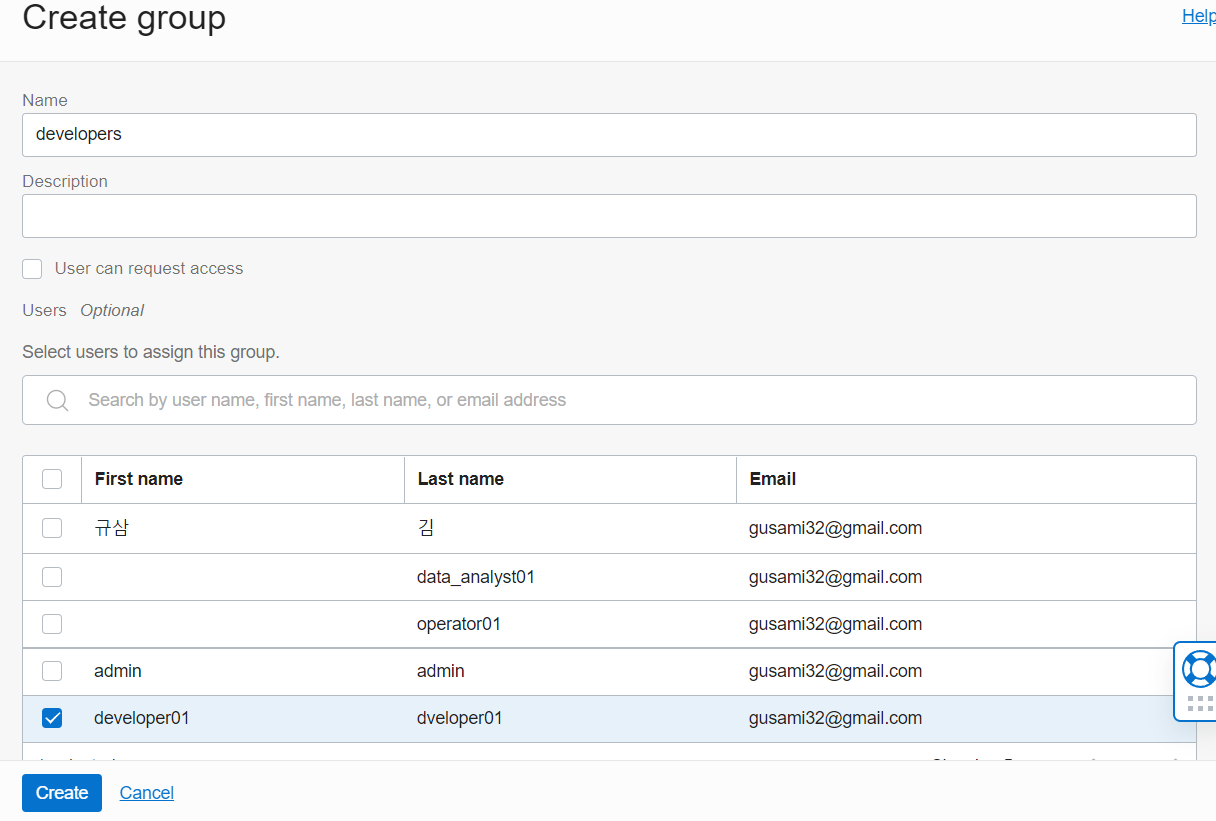 Create group
Help
Name
developers
Description
User can request access
Users Optional
Select users to assign this group.
Search by user name, first name, last name, or email address
First name Last name Email
규삼 김 gusami32@gmail.com
data_analyst01 gusami32@gmail.com
operator01 gusami32@gmail.com
admin admin gusami32@gmail.com
developer01 dveloper01 gusami32@gmail.com
Create Cancel